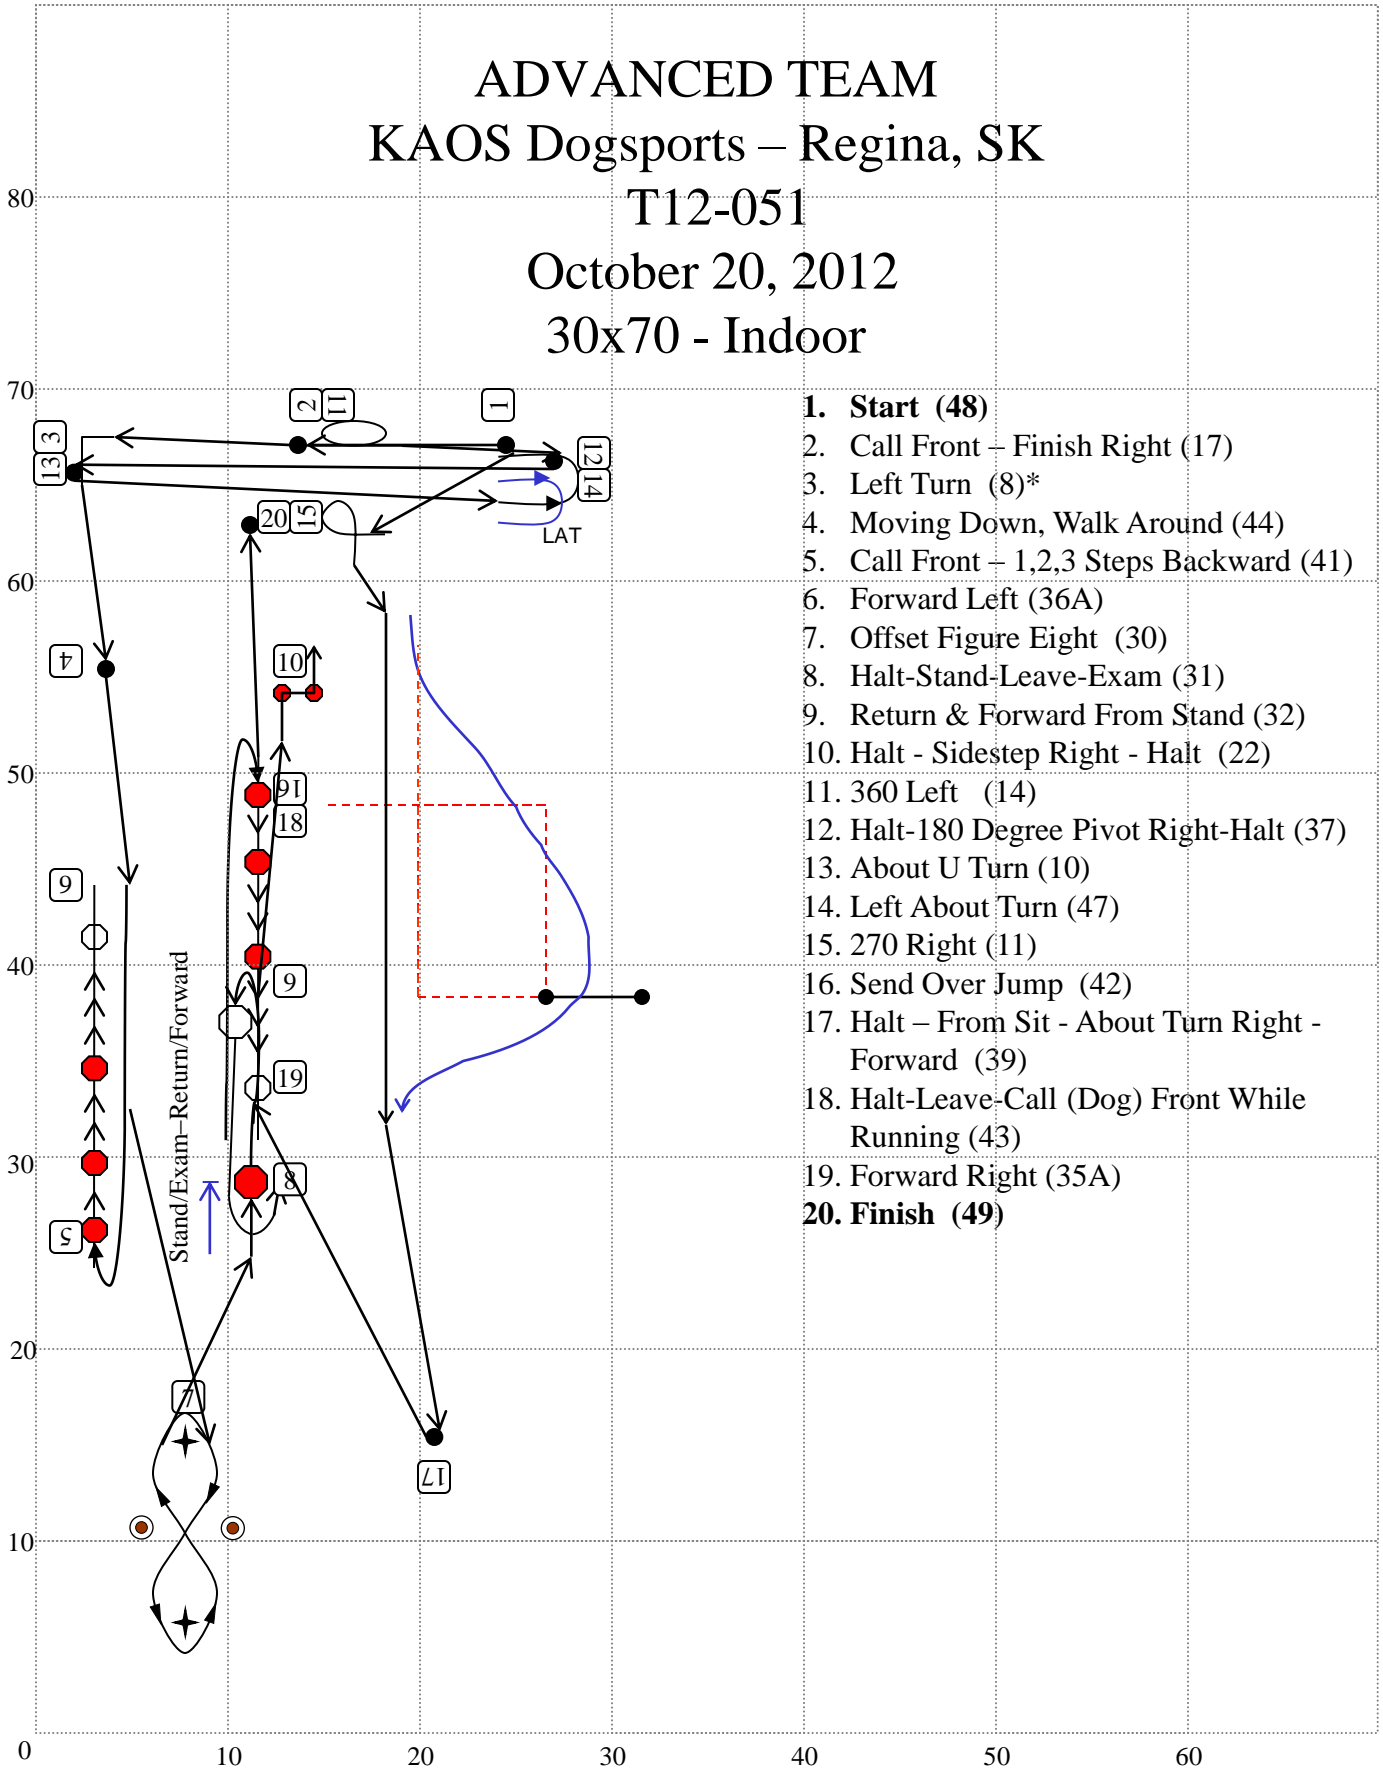 ADVANCED TEAM
KAOS Dogsports – Regina, SK
T12-051
October 20, 2012
30x70 - Indoor
80
70
60
50
40
30
20
10
0
10
20
30
40
50
60
1. Start (48)
2. Call Front – Finish Right (17)
3. Left Turn (8)*
4. Moving Down, Walk Around (44)
5. Call Front – 1,2,3 Steps Backward (41)
6. Forward Left (36A)
7. Offset Figure Eight (30)
8. Halt-Stand-Leave-Exam (31)
9. Return & Forward From Stand (32)
10. Halt - Sidestep Right - Halt (22)
11. 360 Left (14)
12. Halt-180 Degree Pivot Right-Halt (37)
13. About U Turn (10)
14. Left About Turn (47)
15. 270 Right (11)
16. Send Over Jump (42)
17. Halt – From Sit - About Turn Right -
Forward (39)
18. Halt-Leave-Call (Dog) Front While
Running (43)
19. Forward Right (35A)
20. Finish (49)
2
11
1
3
13
12
14
20
15
LAT
4
10
16
18
6
9
19
8
5
Stand/Exam–Return/Forward
7
17